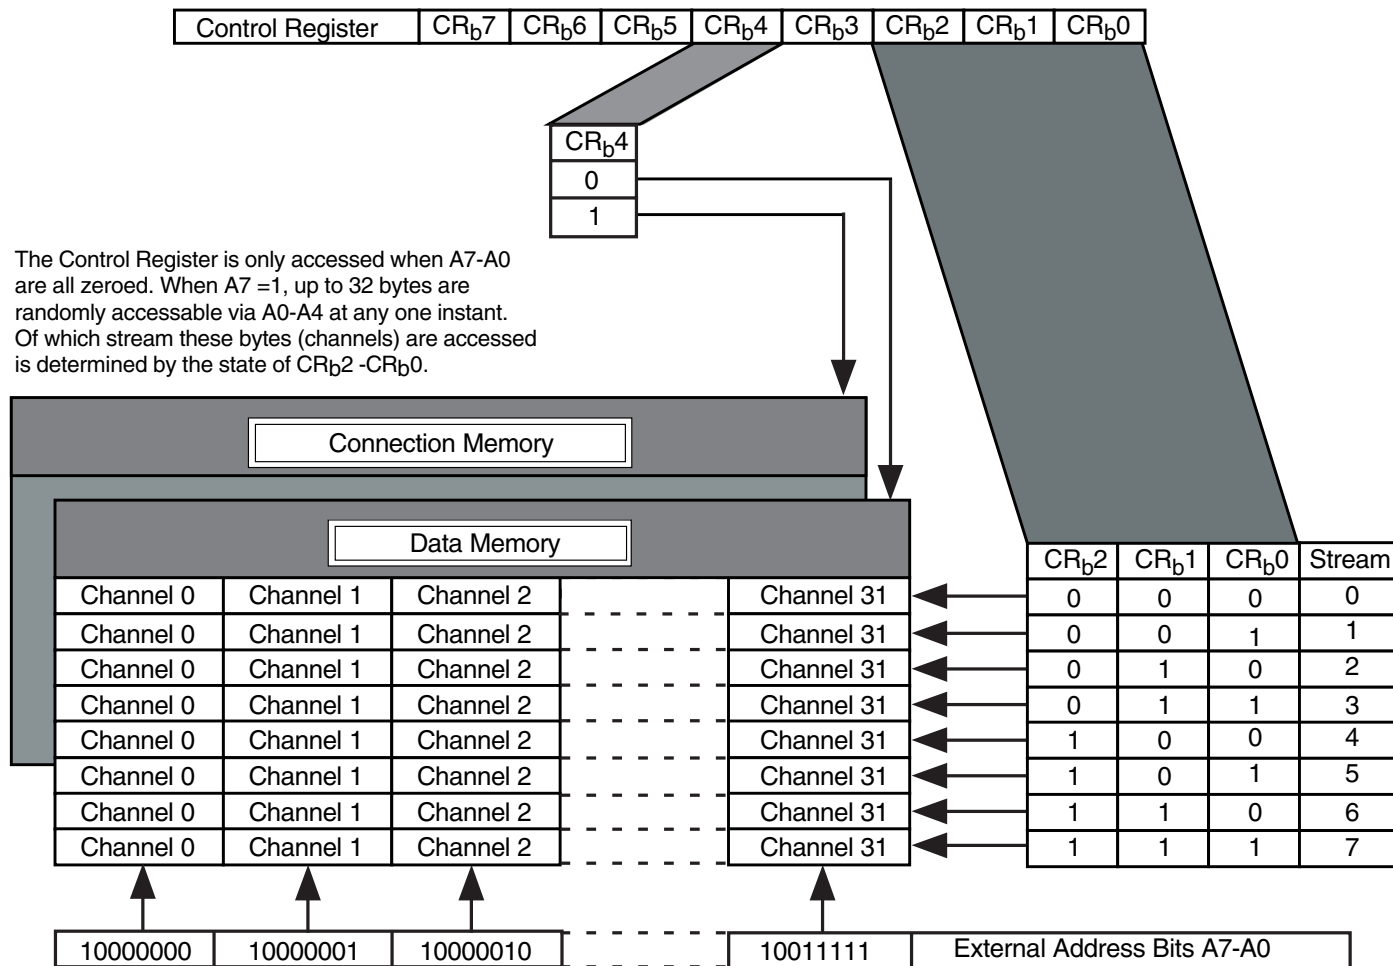 Control Register CRb7 CRb6 CRb5 CRb4 CRb3 CRb2 CRb1 CRb0
CRb4
0
1
The Control Register is only accessed when A7-A0
are all zeroed. When A7 =1, up to 32 bytes are
randomly accessable via A0-A4 at any one instant.
Of which stream these bytes (channels) are accessed
is determined by the state of CRb2 -CRb0.
Connection Memory
Data Memory
CRb2 CRb1 CRb0 Stream
Channel 0 Channel 1 Channel 2 Channel 31 0 0 0 0
Channel 0 Channel 1 Channel 2 Channel 31 0 0 1 1
Channel 0 Channel 1 Channel 2 Channel 31 0 1 0 2
Channel 0 Channel 1 Channel 2 Channel 31 0 1 1 3
Channel 0 Channel 1 Channel 2 Channel 31 1 0 0 4
Channel 0 Channel 1 Channel 2 Channel 31 1 0 1 5
Channel 0 Channel 1 Channel 2 Channel 31 1 1 0 6
Channel 0 Channel 1 Channel 2 Channel 31 1 1 1 7
10000000 10000001 10000010 10011111 External Address Bits A7-A0